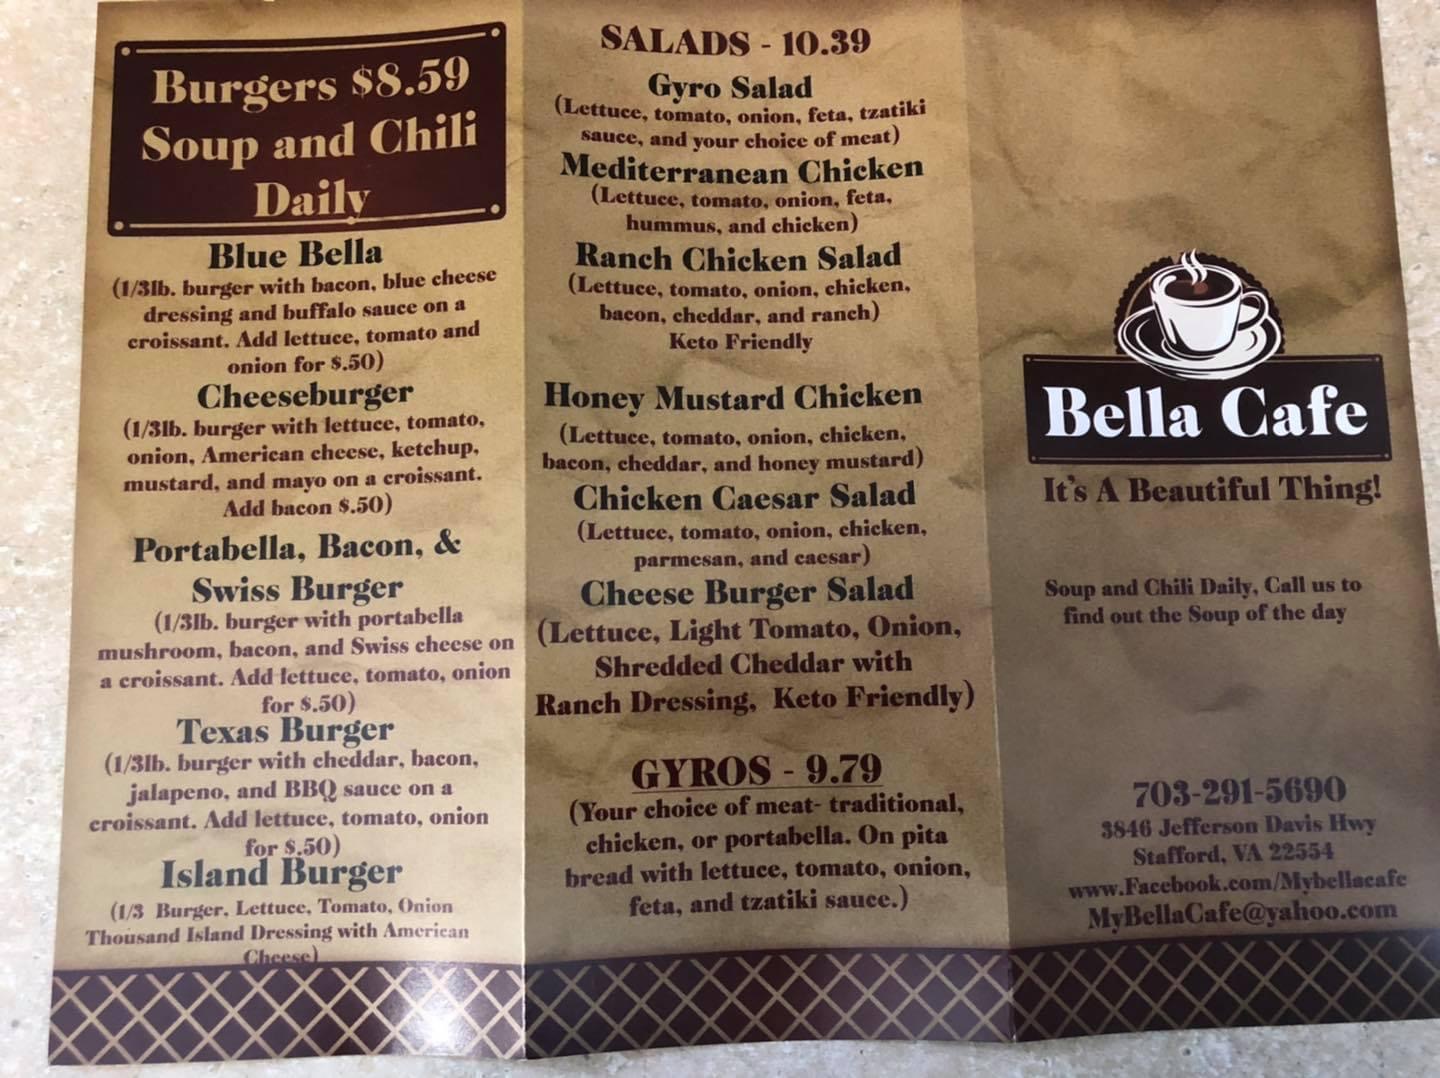 Burgers $8.59
Soup and Chili
Daily
Blue Bella
(1/3lb. burger with bacon, blue cheese
dressing and buffalo sauce on a
croissant. Add lettuce, tomato and
onion for $.50)
Cheeseburger
(1/3lb. burger with lettuce, tomato,
onion, American cheese, ketchup,
mustard, and mayo on a croissant.
Add bacon $.50)
Portabella, Bacon, &
Swiss Burger
(1/3lb. burger with portabella
mushroom, bacon, and Swiss cheese on
a croissant. Add lettuce, tomato, onion
for $.50)
Texas Burger
(1/3lb. burger with cheddar, bacon,
jalapeno, and BBQ sauce on a
croissant. Add lettuce, tomato, onion
for $.50)
Island Burger
(1/3 Burger, Lettuce, Tomato, Onion
Thousand Island Dressing with American
Cheese)
SALADS - 10.39
Gyro Salad
(Lettuce, tomato, onion, feta, tzatiki
sauce, and your choice of meat)
Mediterranean Chicken
(Lettuce, tomato, onion, feta,
hummus, and chicken)
Ranch Chicken Salad
(Lettuce, tomato, onion, chicken,
bacon, cheddar, and ranch)
Keto Friendly
Honey Mustard Chicken
(Lettuce, tomato, onion, chicken,
bacon, cheddar, and honey mustard)
Chicken Caesar Salad
(Lettuce, tomato, onion, chicken,
parmesan, and caesar)
Cheese Burger Salad
(Lettuce, Light Tomato, Onion,
Shredded Cheddar with
Ranch Dressing, Keto Friendly)
GYROS - 9.79
(Your choice of meat- traditional,
chicken, or portabella. On pita
bread with lettuce, tomato, onion,
feta, and tzatiki sauce.)
Bella Cafe
It's A Beautiful Thing!
Soup and Chili Daily, Call us to
find out the Soup of the day
703-291-5690
3846 Jefferson Davis Hwy
Stafford, VA 22554
www.Facebook.com/Mybellacafe
MyBellaCafe@yahoo.com